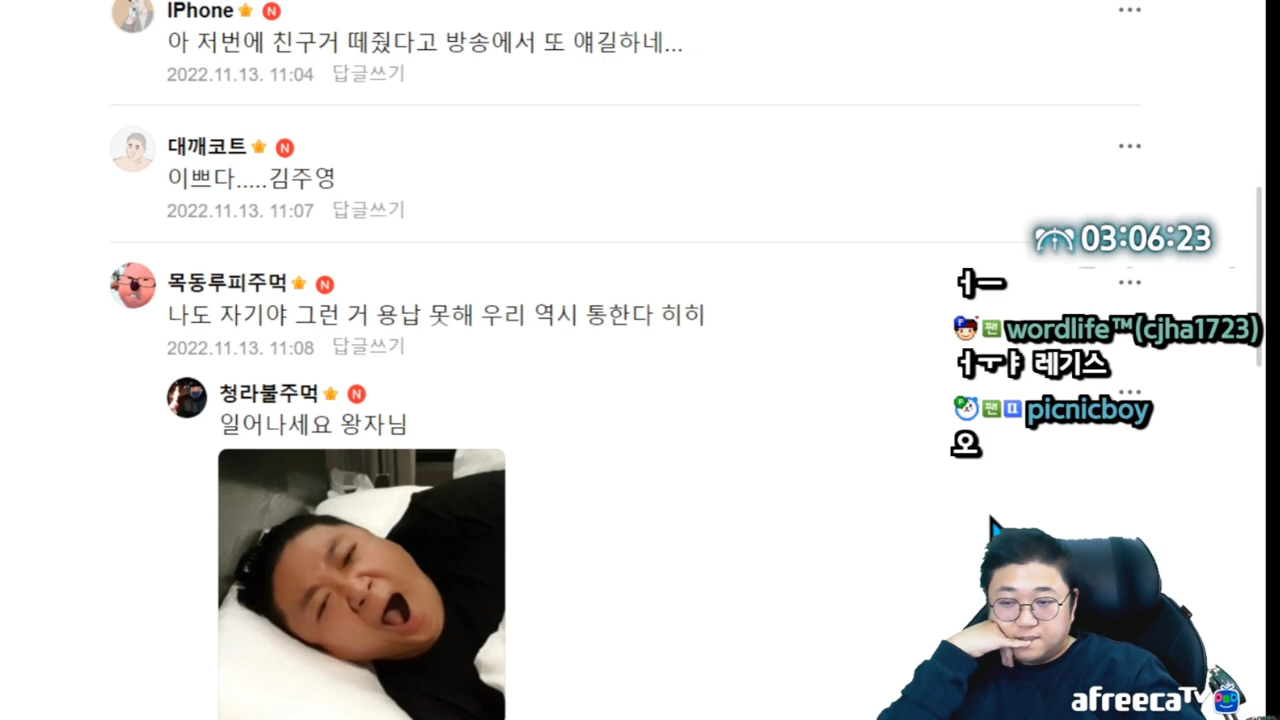 IPhone N
아 저번에 친구거 떼줬다고 방송에서 또 얘길하네...
2022.11.13. 11:04 답글쓰기
대깨코트 N
이쁘다.....김주영
2022.11.13. 11:07 답글쓰기
목동루피주먹 N
나도 자기야 그런 거 용납 못해 우리 역시 통한다 히히
2022.11.13. 11:08 답글쓰기
청라불주먹 N
일어나세요 왕자님
03:06:23
ㅕㅡ
팬 wordlife™(cjha1723)
ㅕㅜㅑ 레기스
팬 picnicboy
오
afreecaTV